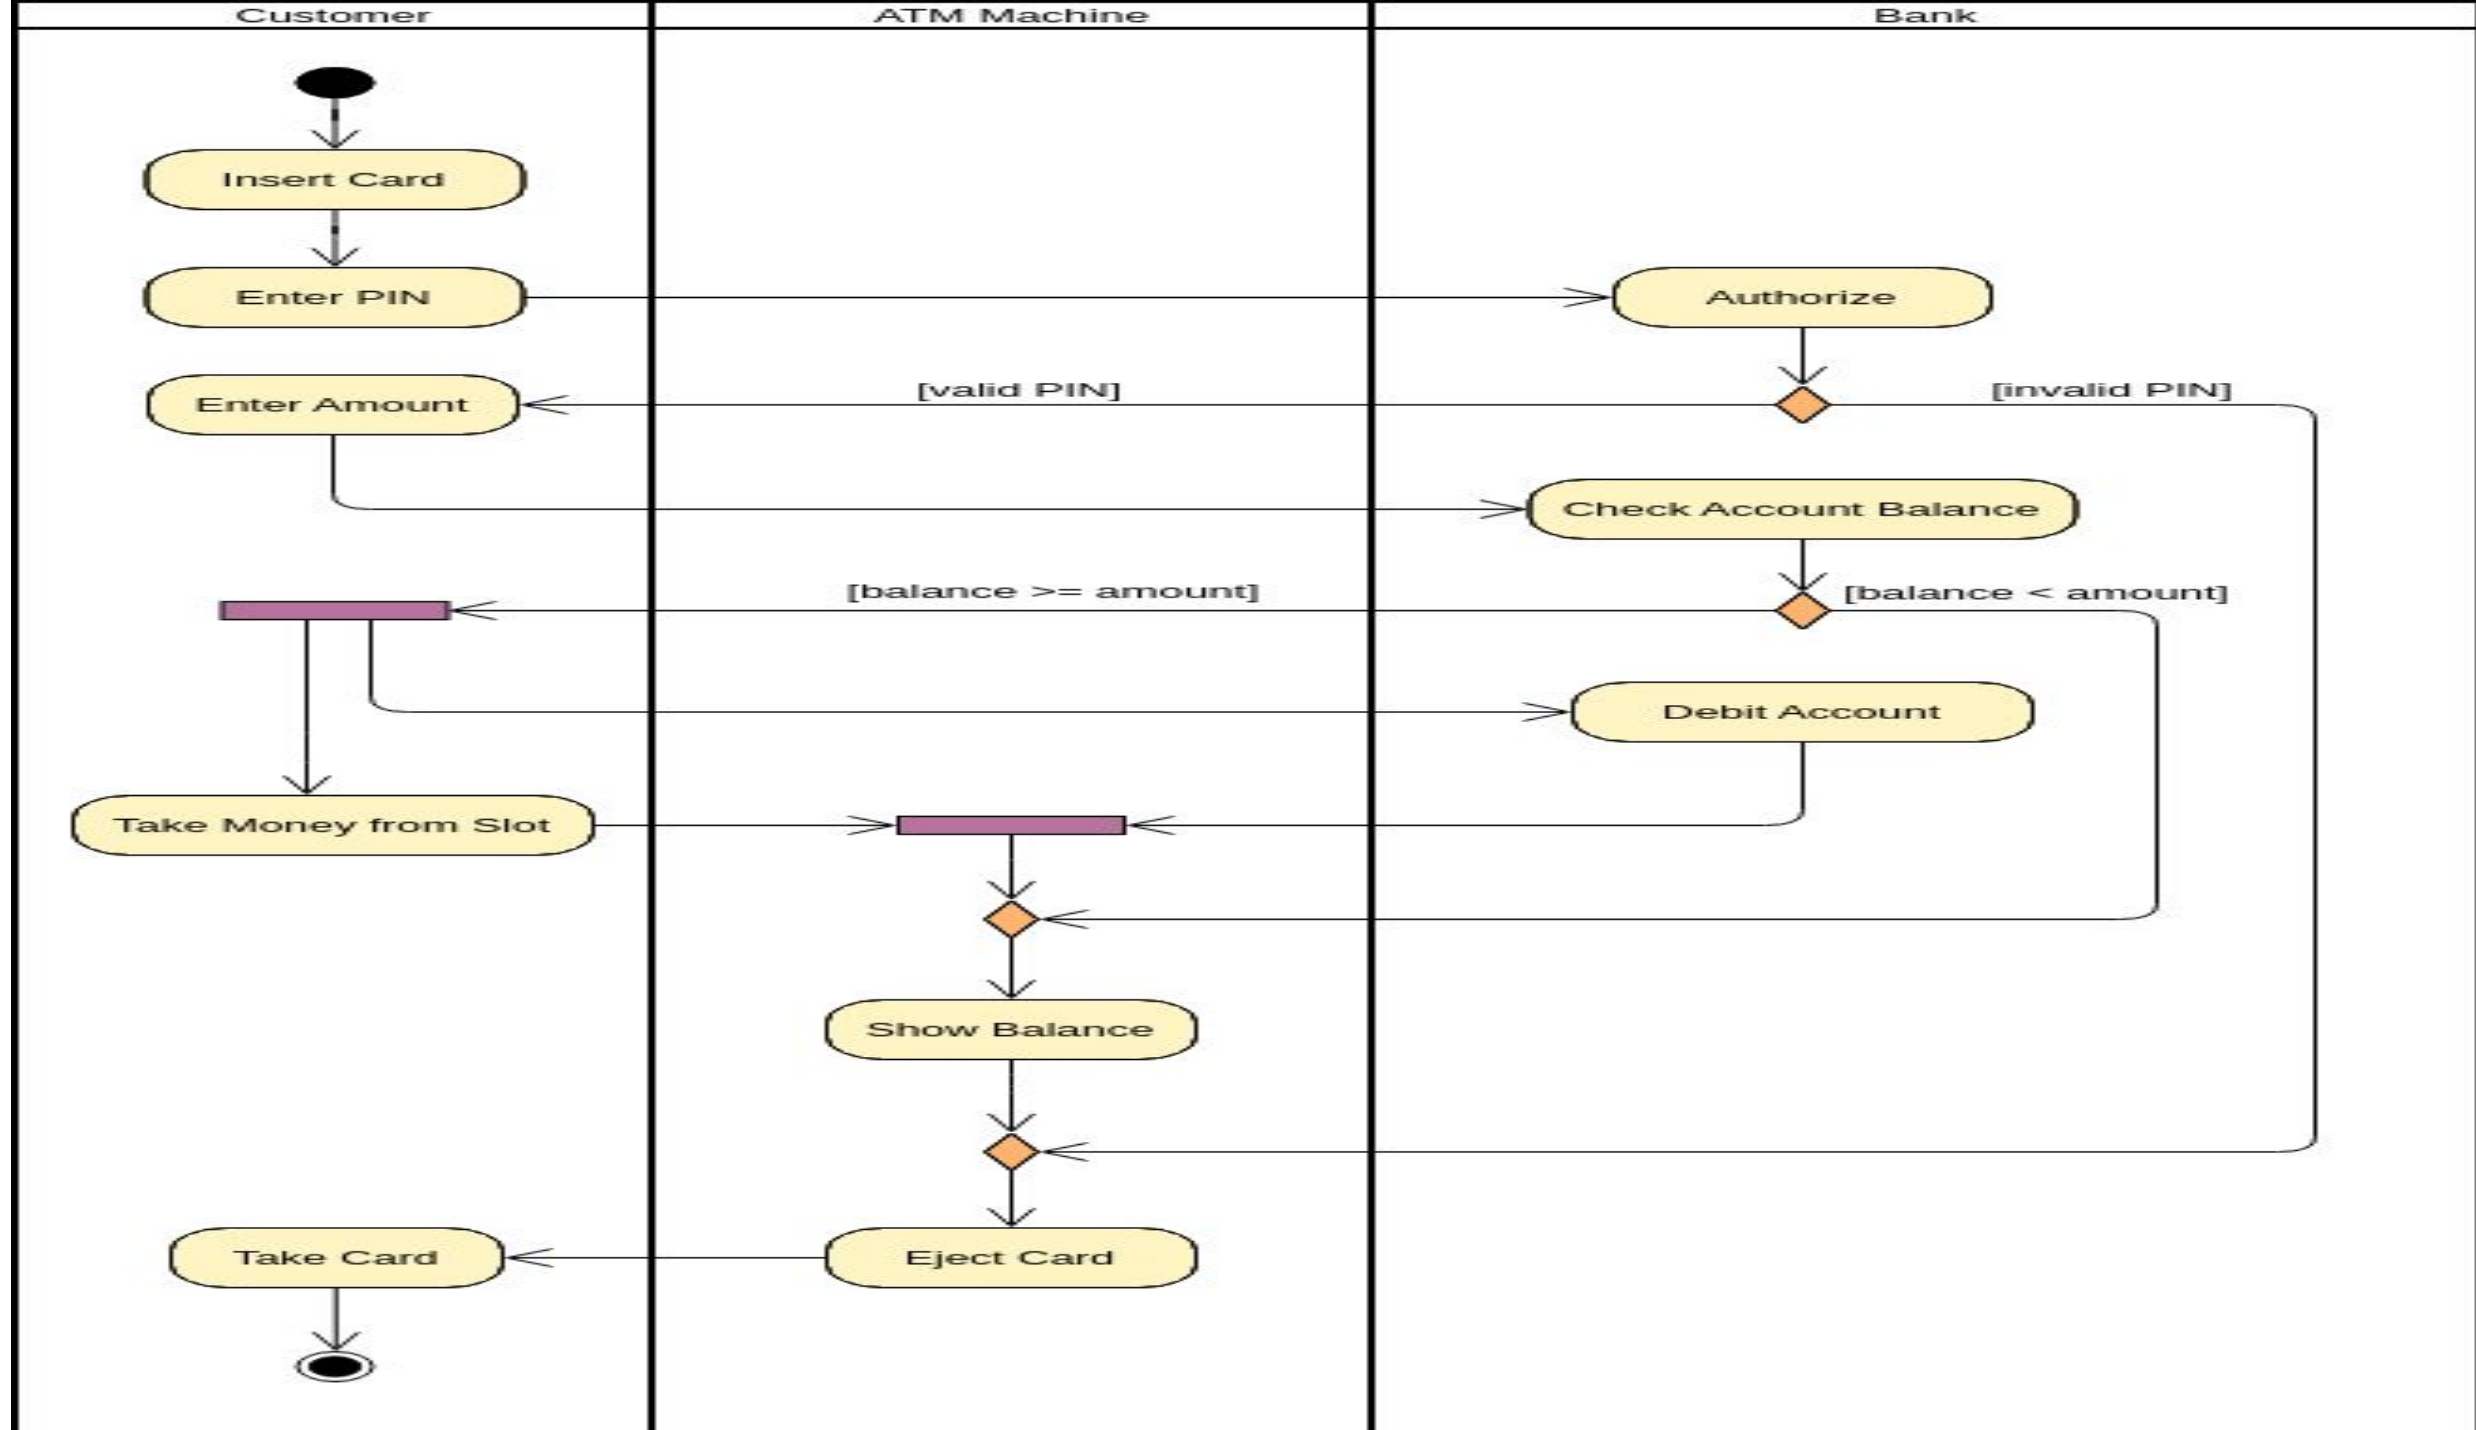 Customer
ATM Machine
Bank
Insert Card
Enter PIN
Authorize
[valid PIN]
[invalid PIN]
Enter Amount
Check Account Balance
[balance >= amount]
[balance < amount]
Debit Account
Take Money from Slot
Show Balance
Take Card
Eject Card